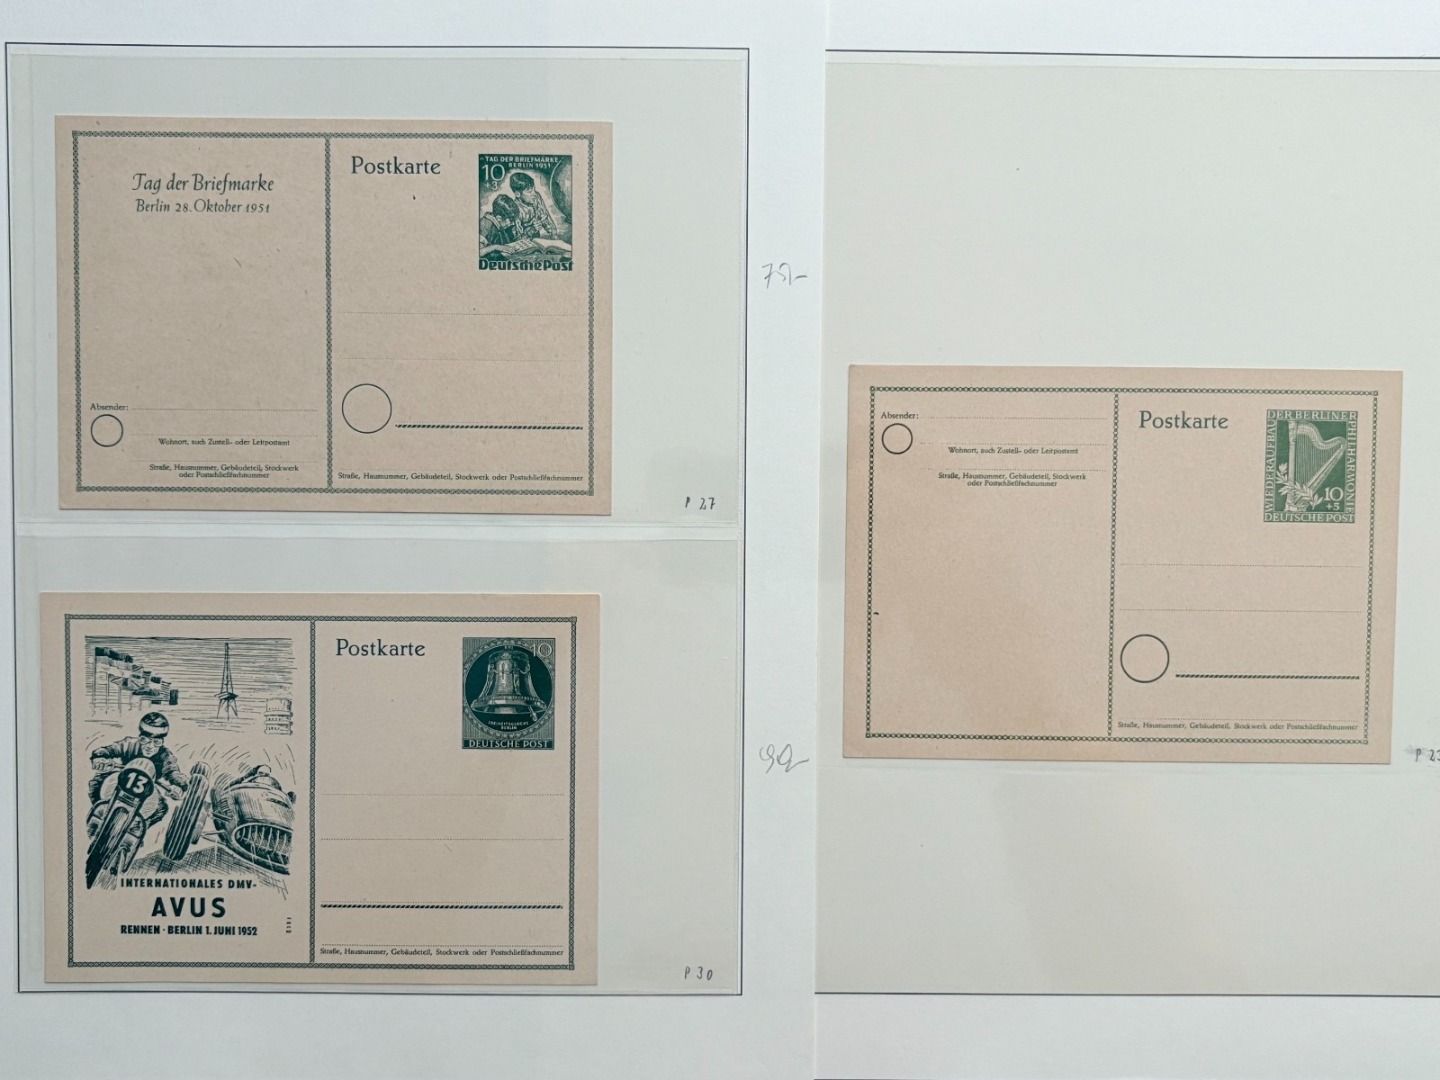 Tag der Briefmarke
Berlin 28. Oktober 1951
Postkarte
TAG DER BRIEFMARKE
BERLIN 1951
10
+3
Deutsche Post
Absender:
Wohnort, auch Zustell- oder Leitpostamt
Straße, Hausnummer, Gebäudeteil, Stockwerk
oder Postschließfachnummer
Straße, Hausnummer, Gebäudeteil, Stockwerk oder Postschließfachnummer
P 27
Postkarte
10
FREIHEITSGLOCKE
BERLIN
DEUTSCHE POST
13
INTERNATIONALES DMV-
AVUS
RENNEN · BERLIN 1. JUNI 1952
Straße, Hausnummer, Gebäudeteil, Stockwerk oder Postschließfachnummer
P 30
Absender:
Wohnort, auch Zustell- oder Leitpostamt
Straße, Hausnummer, Gebäudeteil, Stockwerk
oder Postschließfachnummer
Postkarte
WIEDERAUFBAU
DER BERLINER
PHILHARMONIE
10
+5
DEUTSCHE POST
Straße, Hausnummer, Gebäudeteil, Stockwerk oder Postschließfachnummer
P 23